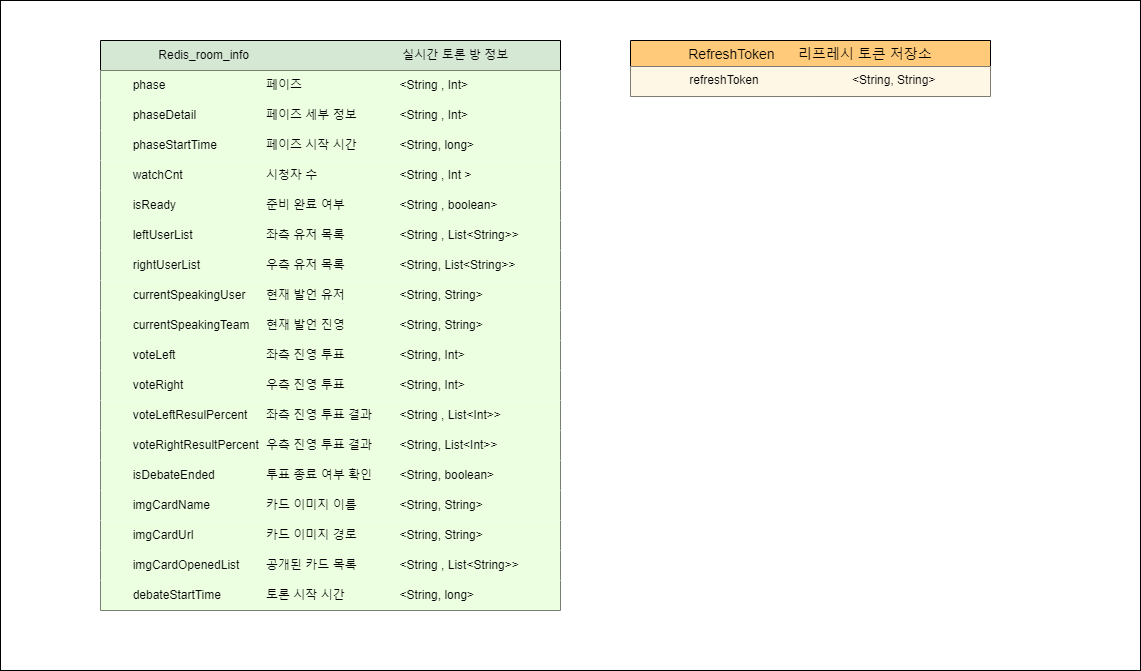 Redis_room_info 실시간 토론 방 정보
phase 페이즈 <String , Int>
phaseDetail 페이즈 세부 정보 <String , Int>
phaseStartTime 페이즈 시작 시간 <String, long>
watchCnt 시청자 수 <String , Int >
isReady 준비 완료 여부 <String , boolean>
leftUserList 좌측 유저 목록 <String , List<String>>
rightUserList 우측 유저 목록 <String, List<String>>
currentSpeakingUser 현재 발언 유저 <String, String>
currentSpeakingTeam 현재 발언 진영 <String, String>
voteLeft 좌측 진영 투표 <String, Int>
voteRight 우측 진영 투표 <String, Int>
voteLeftResulPercent 좌측 진영 투표 결과 <String , List<Int>>
voteRightResultPercent 우측 진영 투표 결과 <String, List<Int>>
isDebateEnded 투표 종료 여부 확인 <String, boolean>
imgCardName 카드 이미지 이름 <String, String>
imgCardUrl 카드 이미지 경로 <String, String>
imgCardOpenedList 공개된 카드 목록 <String , List<String>>
debateStartTime 토론 시작 시간 <String, long>
RefreshToken 리프레시 토큰 저장소
refreshToken <String, String>